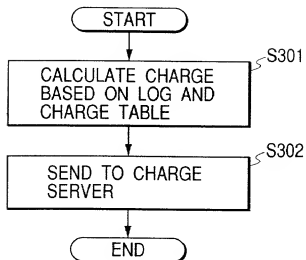 START
S301
CALCULATE CHARGE
BASED ON LOG AND
CHARGE TABLE
S302
SEND TO CHARGE
SERVER
END